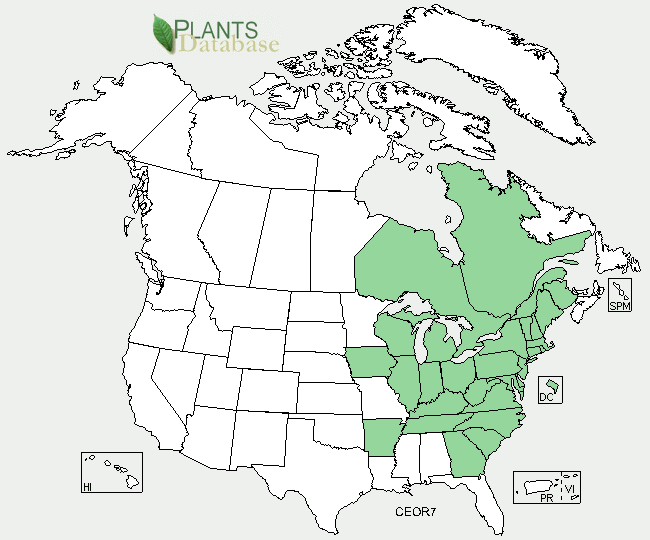 PLANTS
Database
SPM
DC
HI
PR
VI
CEOR7